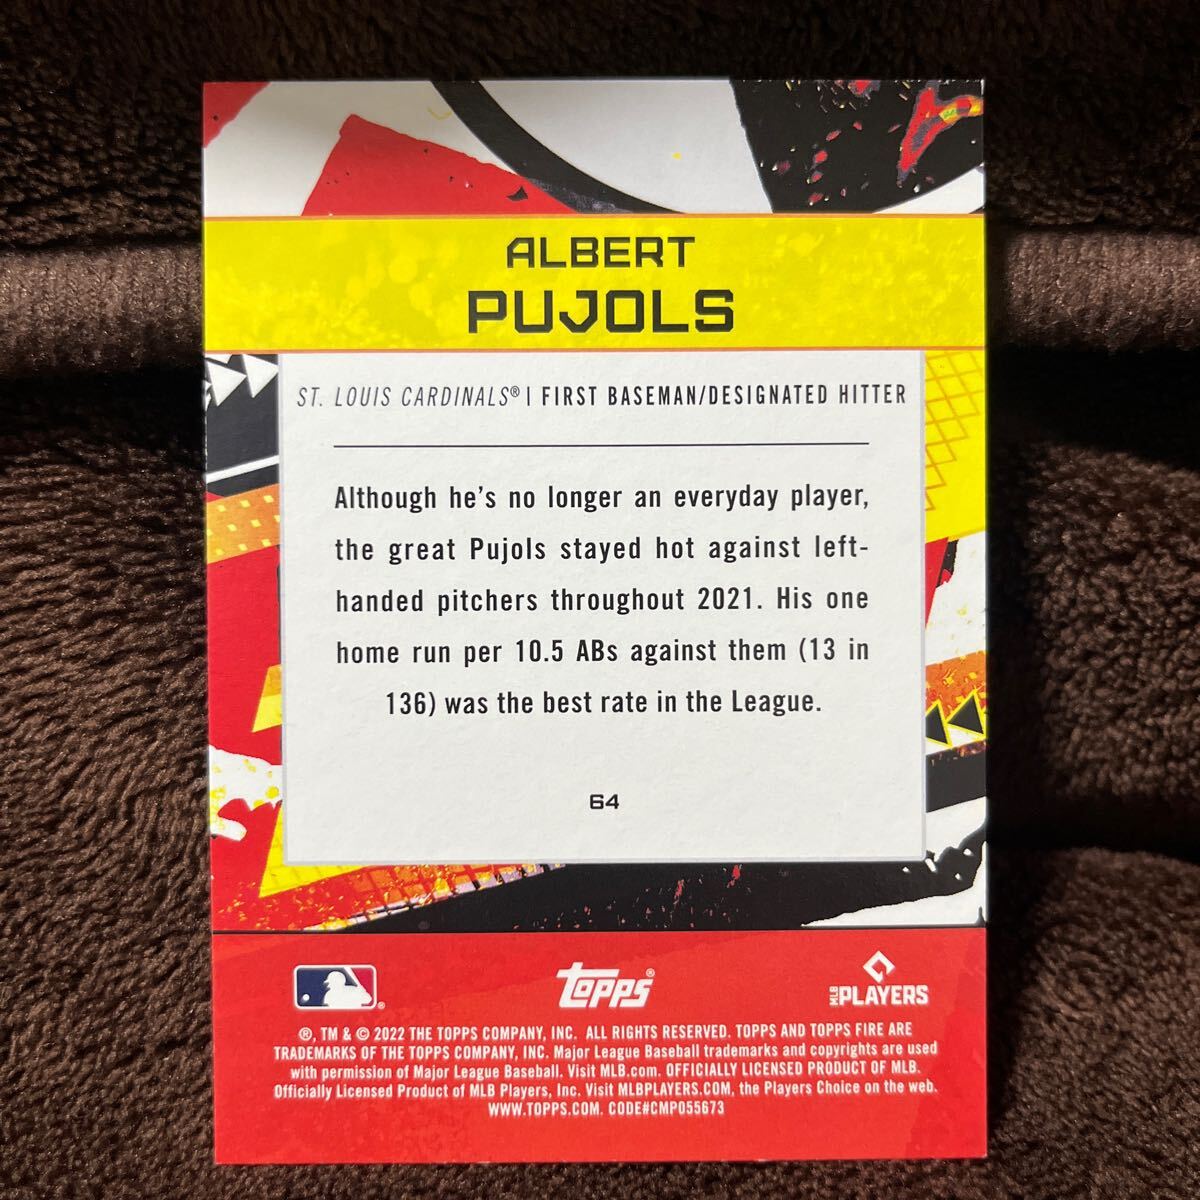 ALBERT
PUJOLS
ST. LOUIS CARDINALS® | FIRST BASEMAN/DESIGNATED HITTER
Although he's no longer an everyday player,
the great Pujols stayed hot against left-
handed pitchers throughout 2021. His one
home run per 10.5 ABs against them (13 in
136) was the best rate in the League.
64
topps®
MLB PLAYERS
®, TM & © 2022 THE TOPPS COMPANY, INC. ALL RIGHTS RESERVED. TOPPS AND TOPPS FIRE ARE
TRADEMARKS OF THE TOPPS COMPANY, INC. Major League Baseball trademarks and copyrights are used
with permission of Major League Baseball. Visit MLB.com. OFFICIALLY LICENSED PRODUCT OF MLB.
Officially Licensed Product of MLB Players, Inc. Visit MLBPLAYERS.COM, the Players Choice on the web.
WWW.TOPPS.COM. CODE#CMP055673